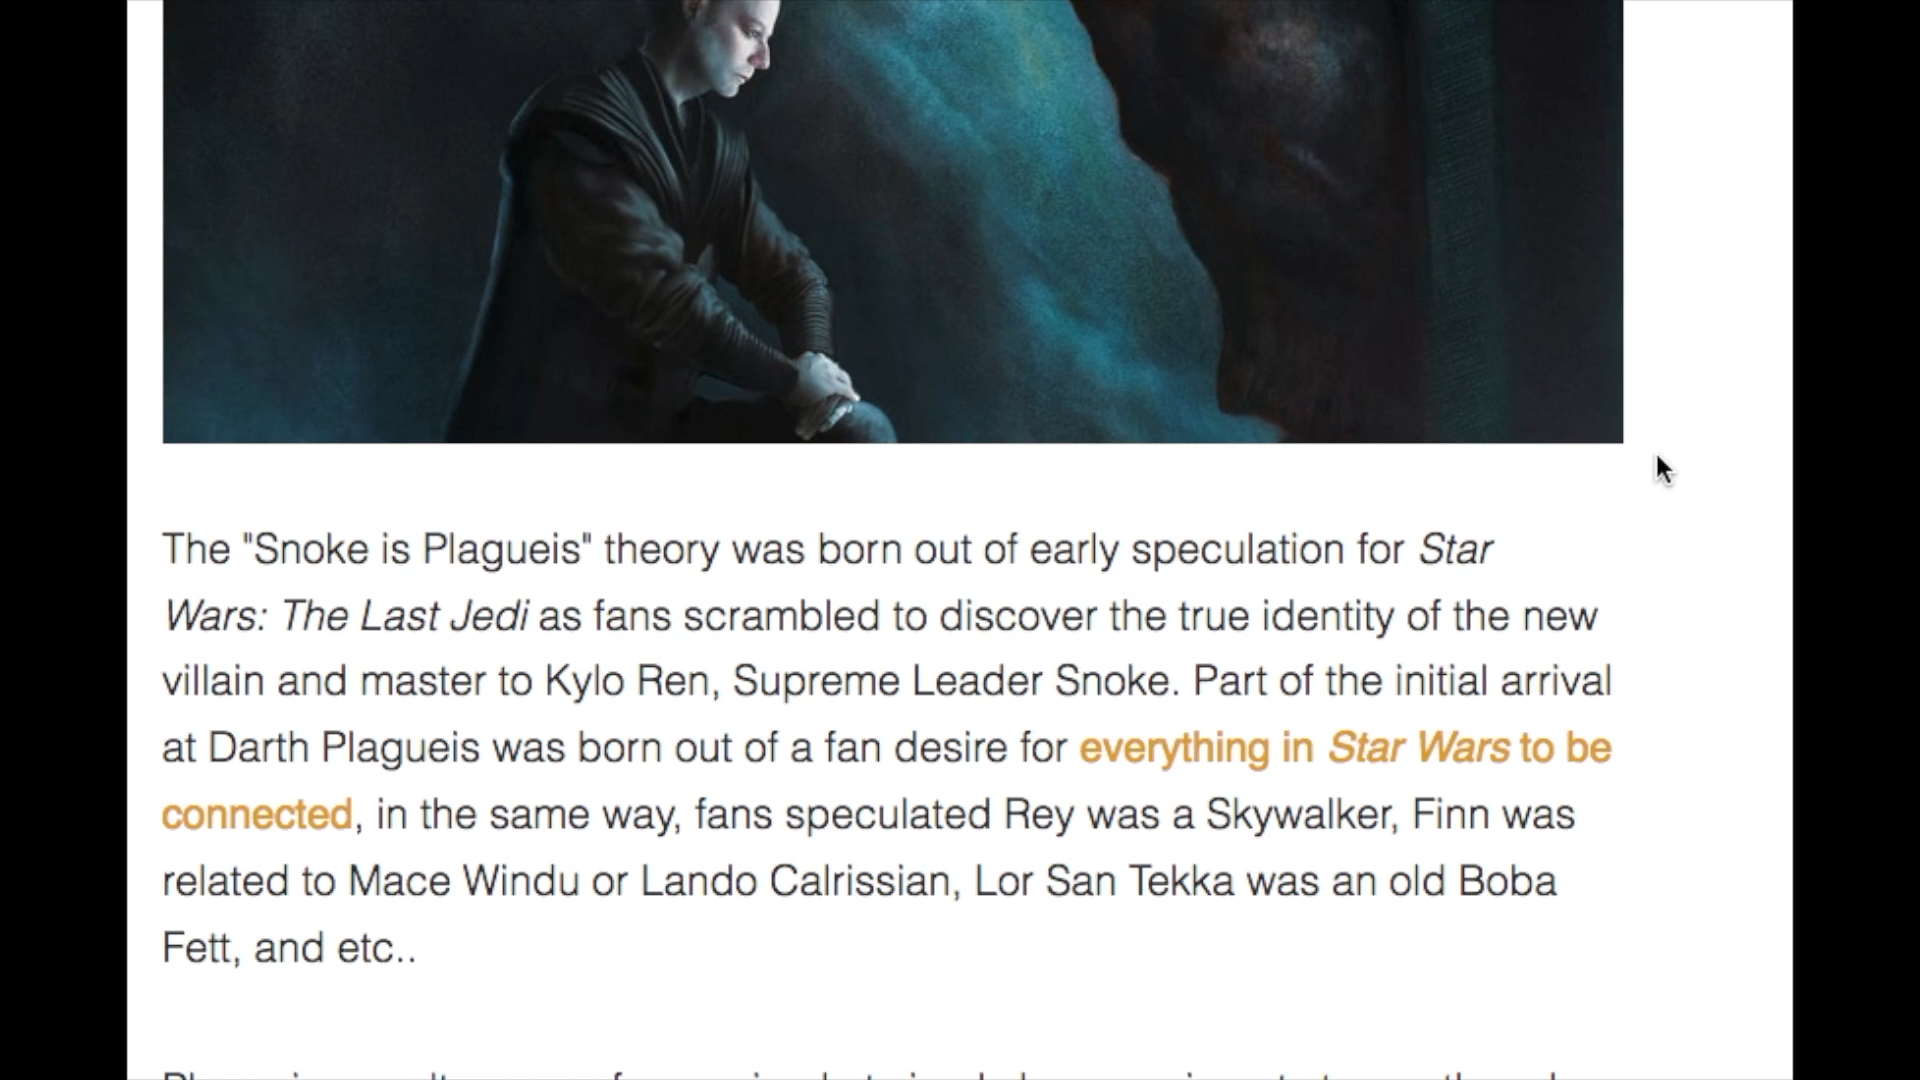 The "Snoke is Plagueis" theory was born out of early speculation for Star
Wars: The Last Jedi as fans scrambled to discover the true identity of the new
villain and master to Kylo Ren, Supreme Leader Snoke. Part of the initial arrival
at Darth Plagueis was born out of a fan desire for everything in Star Wars to be
connected, in the same way, fans speculated Rey was a Skywalker, Finn was
related to Mace Windu or Lando Calrissian, Lor San Tekka was an old Boba
Fett, and etc..